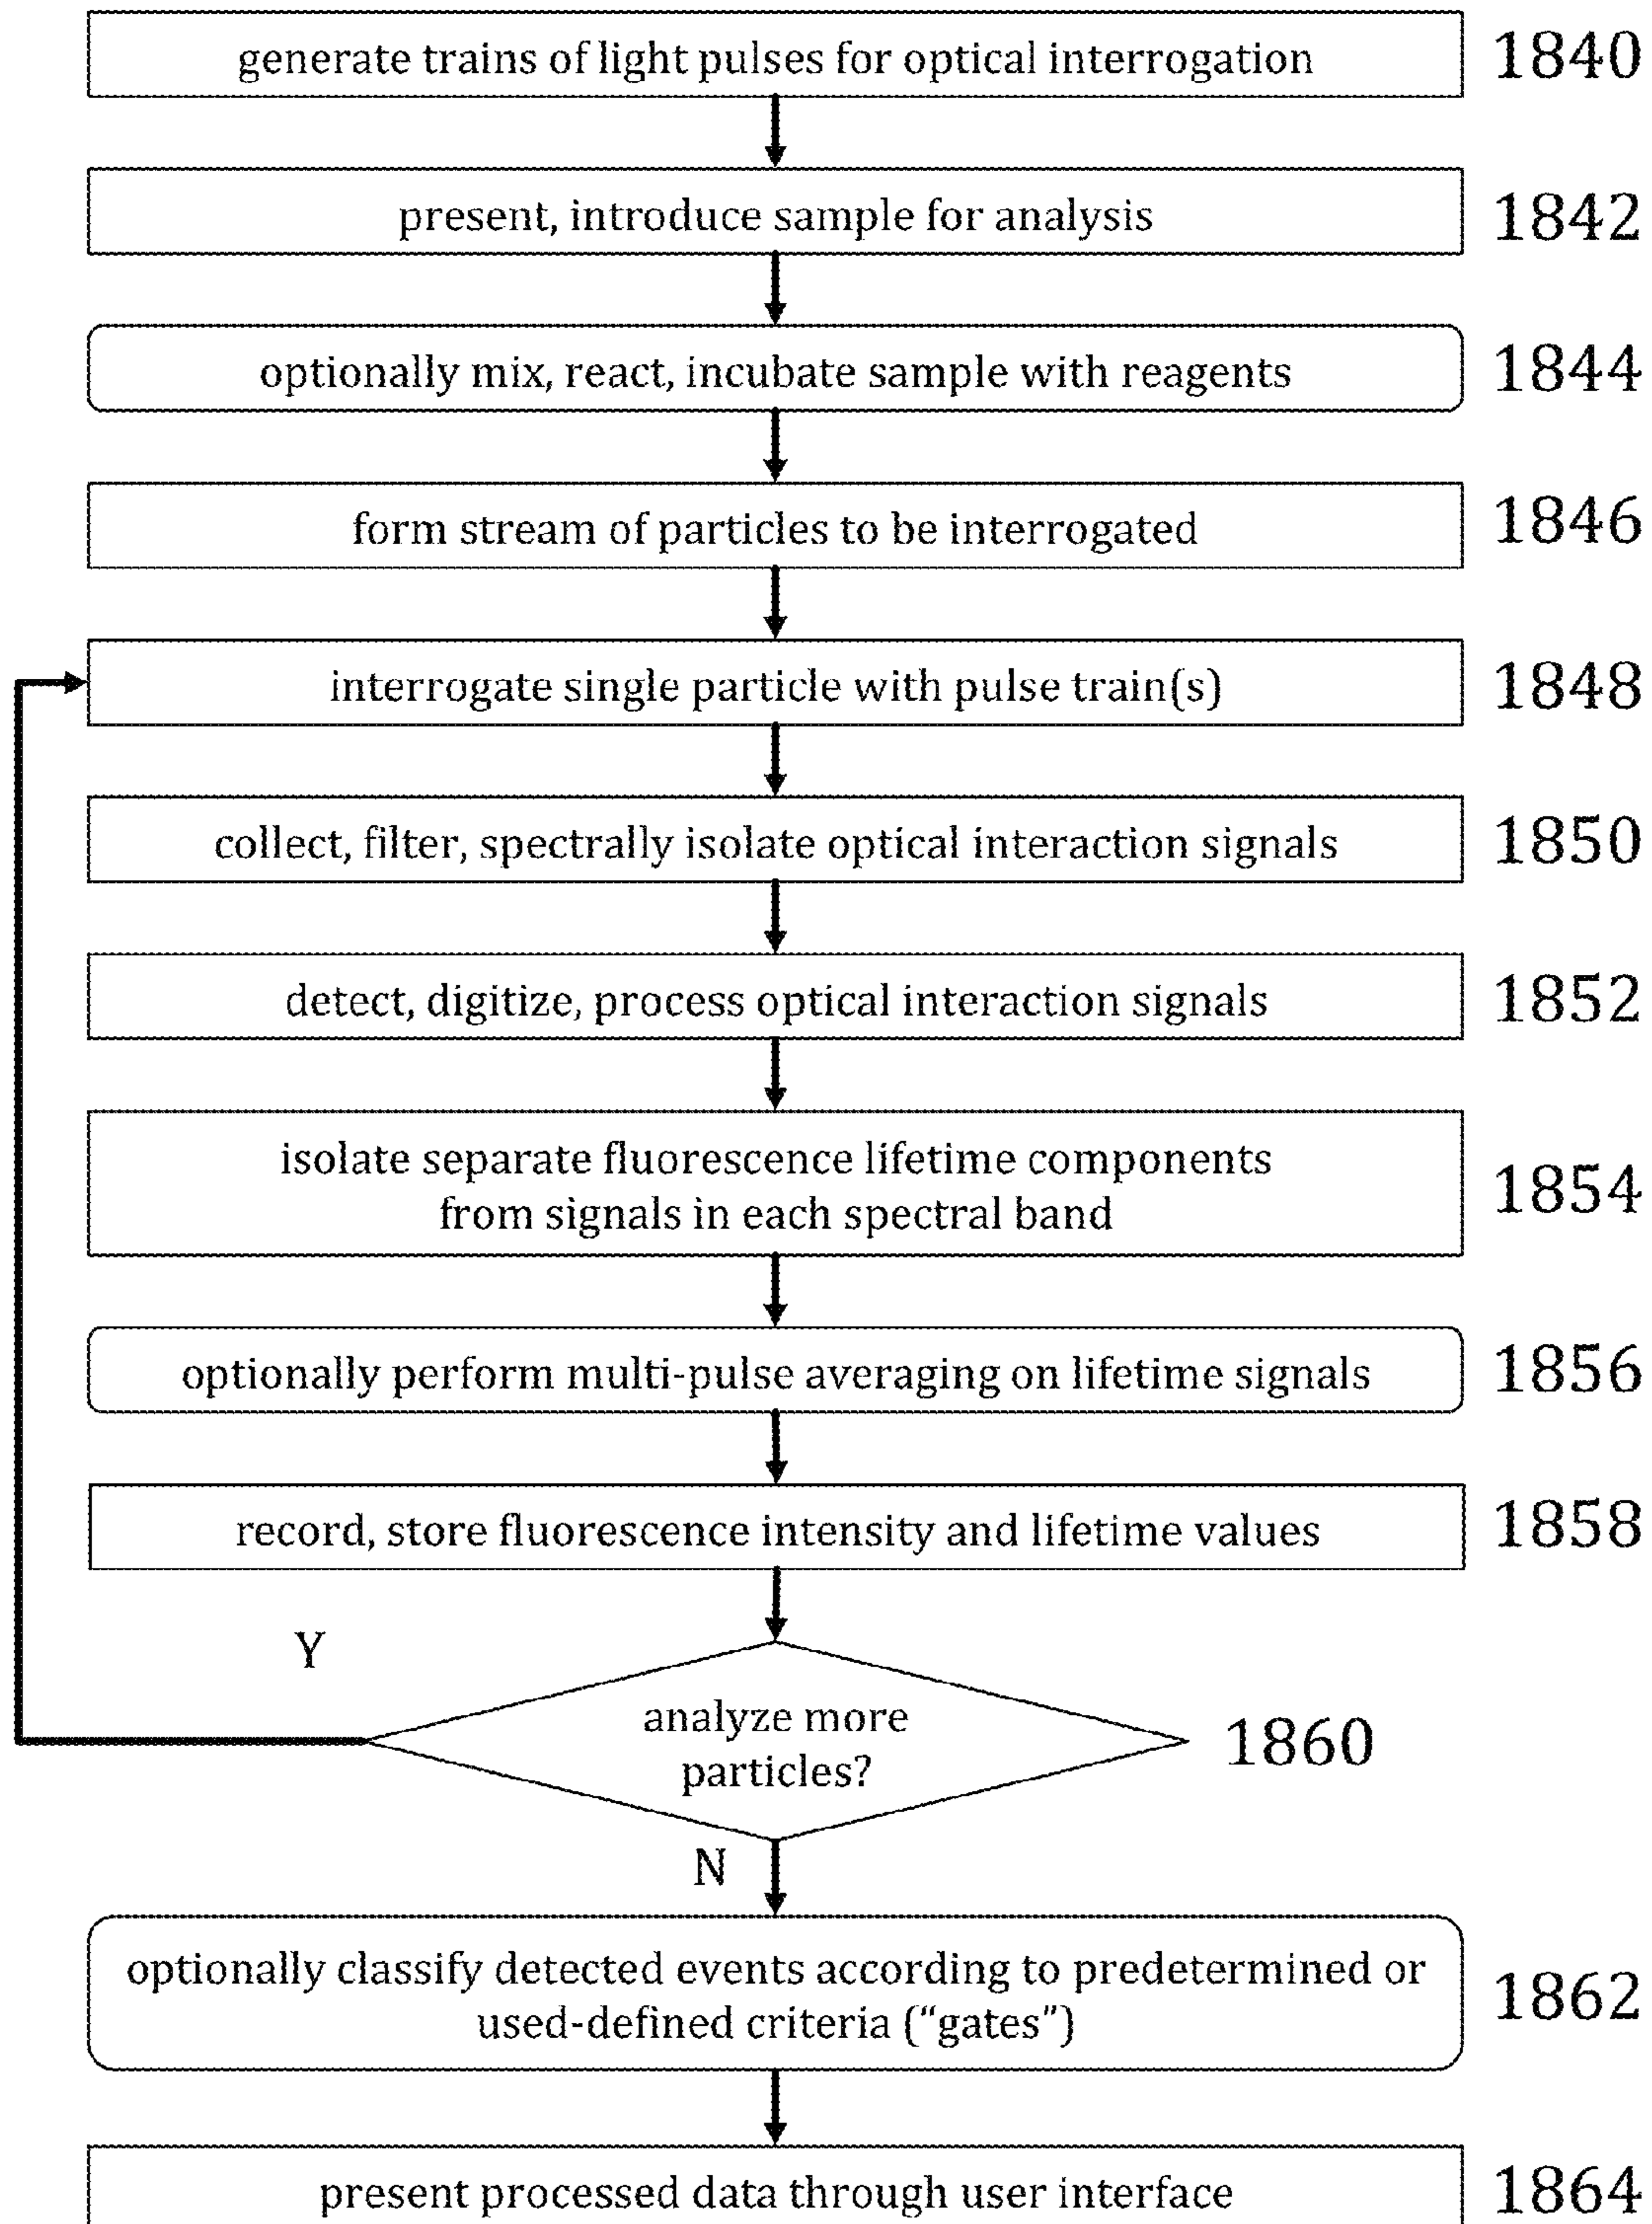 generate trains of light pulses for optical interrogation 1840
present, introduce sample for analysis 1842
optionally mix, react, incubate sample with reagents 1844
form stream of particles to be interrogated 1846
interrogate single particle with pulse train(s) 1848
collect, filter, spectrally isolate optical interaction signals 1850
detect, digitize, process optical interaction signals 1852
isolate separate fluorescence lifetime components
from signals in each spectral band 1854
optionally perform multi-pulse averaging on lifetime signals 1856
record, store fluorescence intensity and lifetime values 1858
Y
analyze more
particles? 1860
N
optionally classify detected events according to predetermined or
used-defined criteria (“gates”) 1862
present processed data through user interface 1864